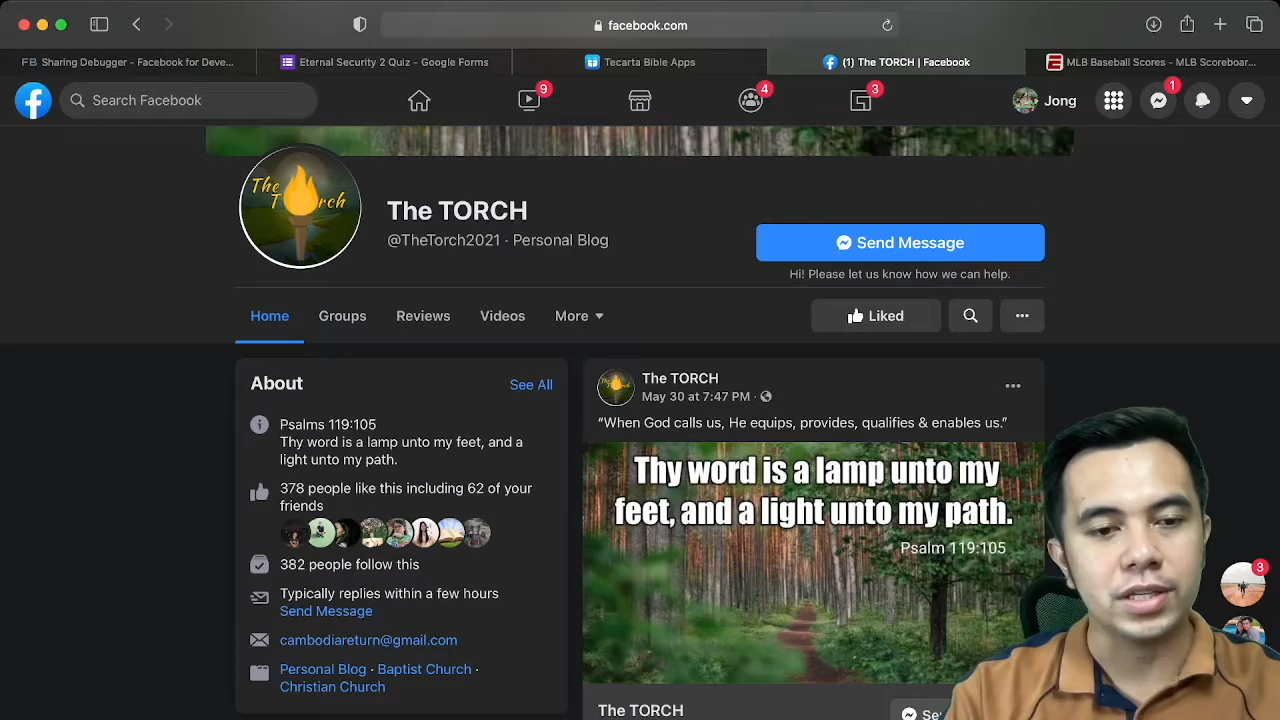 facebook.com
FB Sharing Debugger - Facebook for Deve...
Eternal Security 2 Quiz - Google Forms
Tecarta Bible Apps
(1) The TORCH | Facebook
MLB Baseball Scores - MLB Scoreboar...
Search Facebook
9
4
3
Jong
1
The Torch
The TORCH
@TheTorch2021 · Personal Blog
Send Message
Hi! Please let us know how we can help.
Home
Groups
Reviews
Videos
More
Liked
About
See All
Psalms 119:105
Thy word is a lamp unto my feet, and a
light unto my path.
378 people like this including 62 of your
friends
382 people follow this
Typically replies within a few hours
Send Message
cambodiareturn@gmail.com
Personal Blog · Baptist Church ·
Christian Church
The TORCH
May 30 at 7:47 PM ·
“When God calls us, He equips, provides, qualifies & enables us.”
Thy word is a lamp unto my
feet, and a light unto my path.
Psalm 119:105
The TORCH
3